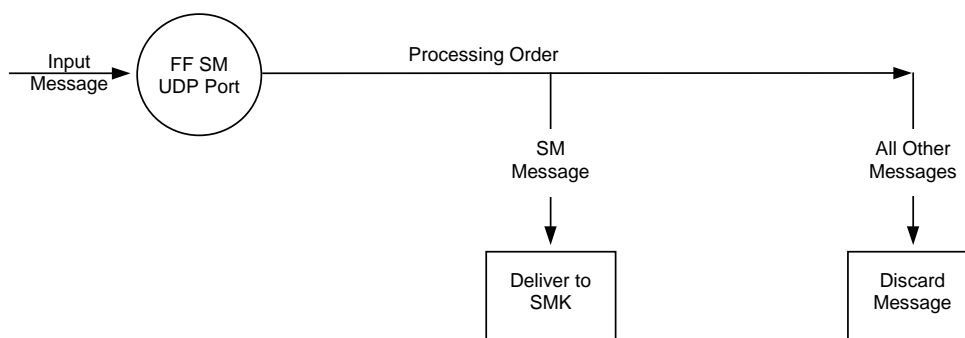 Input
Message
FF SM
UDP Port
Processing Order
SM
Message
All Other
Messages
Deliver to
SMK
Discard
Message